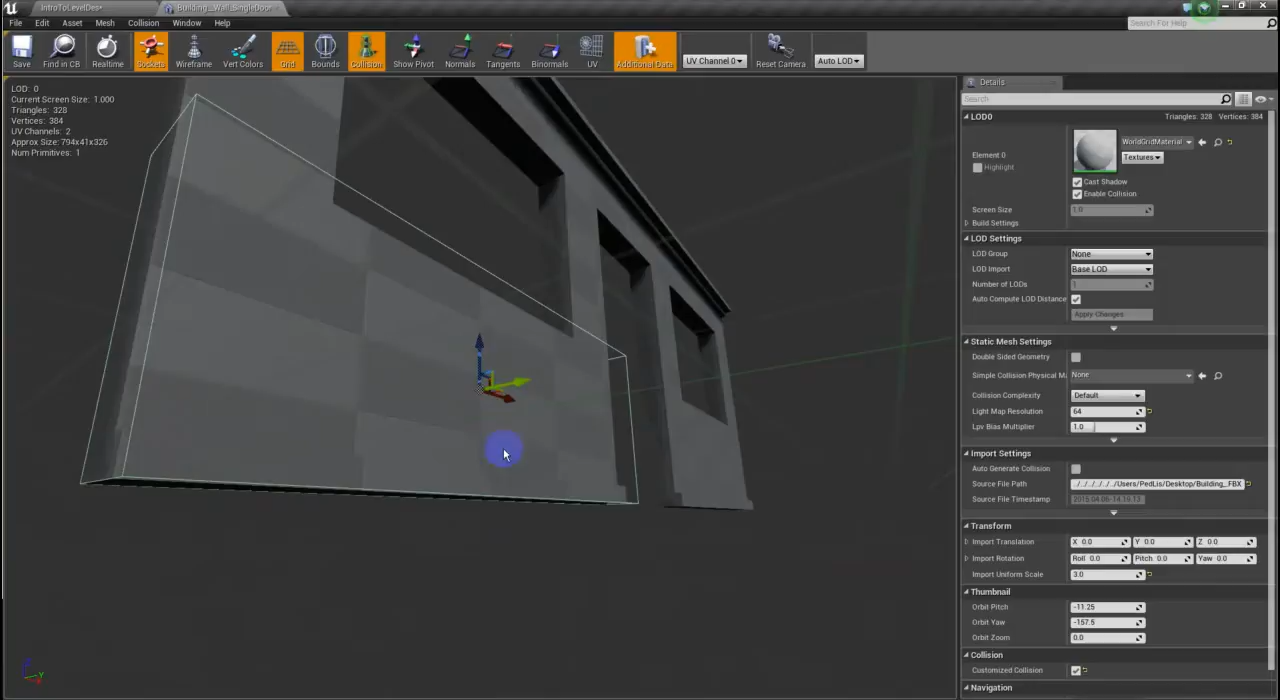 IntroToLevelDes*
Building_Wall_SingleDoor*
File Edit Asset Mesh Collision Window Help
Search For Help
Save Find in CB Realtime Sockets Wireframe Vert Colors Grid Bounds Collision Show Pivot Normals Tangents Binormals UV Additional Data UV Channel 0 Reset Camera Auto LOD
LOD: 0
Current Screen Size: 1.000
Triangles: 328
Vertices: 384
UV Channels: 2
Approx Size: 794x41x326
Num Primitives: 1
Details
Search
LOD0 Triangles: 328 Vertices: 384
WorldGridMaterial
Element 0 Textures
Highlight
Cast Shadow
Enable Collision
Screen Size 1.0
Build Settings
LOD Settings
LOD Group None
LOD Import Base LOD
Number of LODs 1
Auto Compute LOD Distance
Apply Changes
Static Mesh Settings
Double Sided Geometry
Simple Collision Physical M None
Collision Complexity Default
Light Map Resolution 64
Lpv Bias Multiplier 1.0
Import Settings
Auto Generate Collision
Source File Path ../../../../../../Users/PedLis/Desktop/Building_.FBX
Source File Timestamp 2015.04.06-14.19.13
Transform
Import Translation X 0.0 Y 0.0 Z 0.0
Import Rotation Roll 0.0 Pitch 0.0 Yaw 0.0
Import Uniform Scale 3.0
Thumbnail
Orbit Pitch -11.25
Orbit Yaw -157.5
Orbit Zoom 0.0
Collision
Customized Collision
Navigation